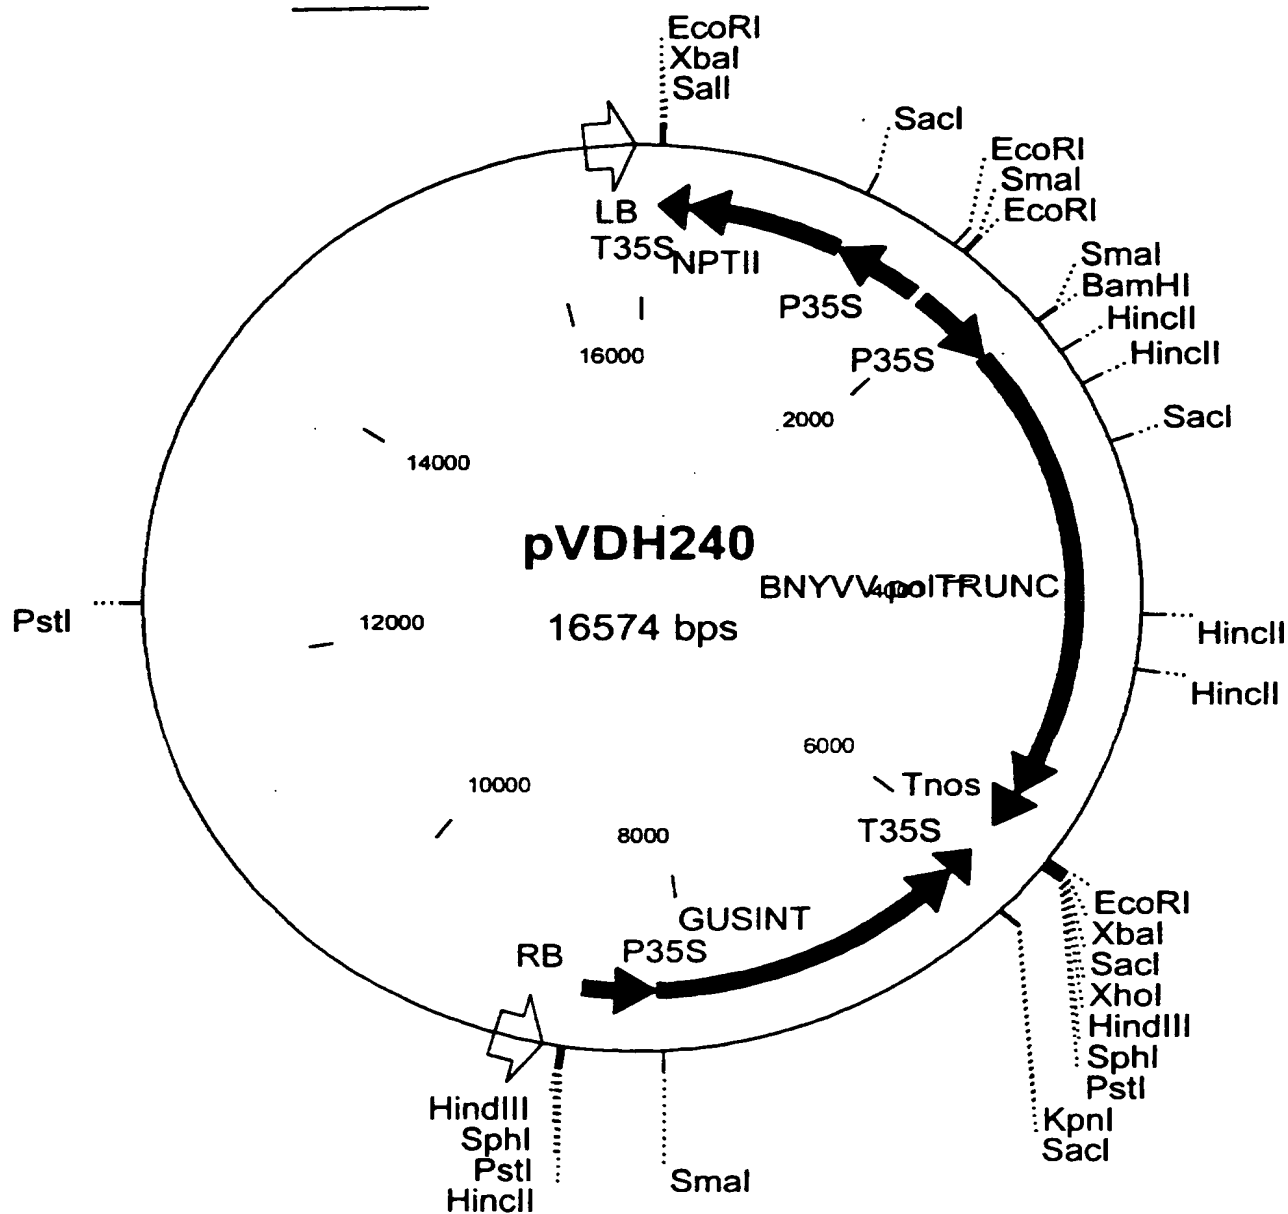 EcoRI
XbaI
SalI
SacI
EcoRI
SmaI
EcoRI
LB
T35S
NPTII
SmaI
BamHI
P35S
HincII
HincII
16000
P35S
SacI
2000
14000
pVDH240
BNYVV polTRUNC
4000
PstI
12000
16574 bps
HincII
HincII
6000
Tnos
10000
T35S
8000
EcoRI
GUSINT
XbaI
RB
P35S
SacI
XhoI
HindIII
SphI
PstI
HindIII
KpnI
SphI
SacI
PstI
SmaI
HincII